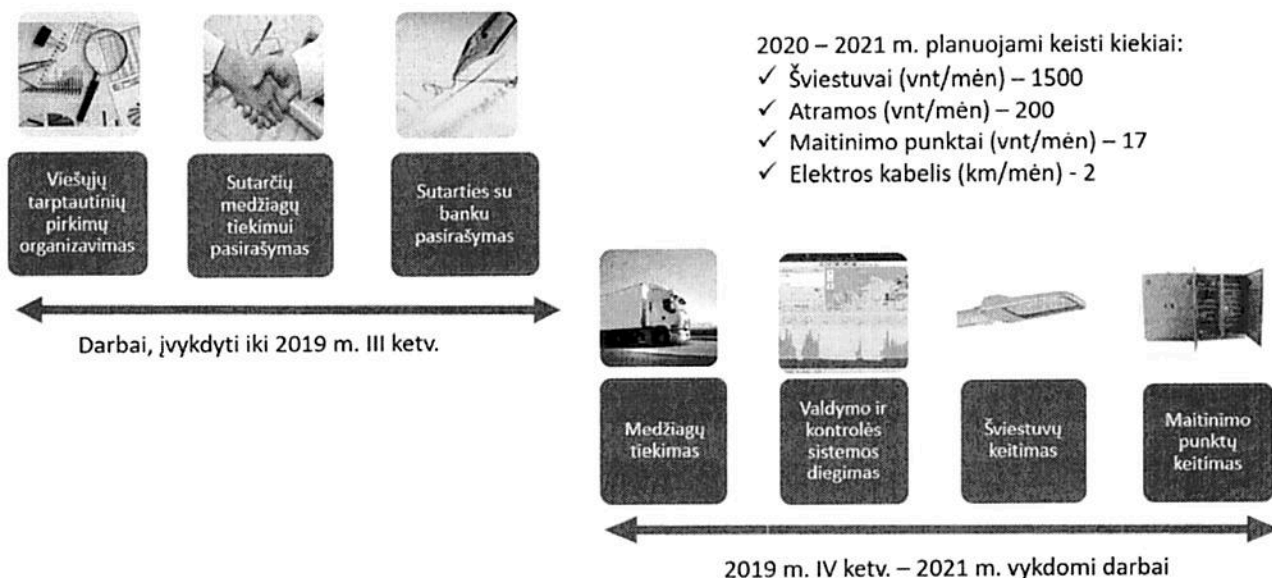 2020 – 2021 m. planuojami keisti kiekiai:
✓ Šviestuvai (vnt/mėn) – 1500
✓ Atramos (vnt/mėn) – 200
✓ Maitinimo punktai (vnt/mėn) – 17
✓ Elektros kabelis (km/mėn) - 2
Viešųjų
tarptautinių
pirkimų
organizavimas
Sutarčių
medžiagų
tiekimui
pasirašymas
Sutarties su
banku
pasirašymas
Darbai, įvykdyti iki 2019 m. III ketv.
Medžiagų
tiekimas
Valdymo ir
kontrolės
sistemos
diegimas
Šviestuvų
keitimas
Maitinimo
punktų
keitimas
2019 m. IV ketv. – 2021 m. vykdomi darbai